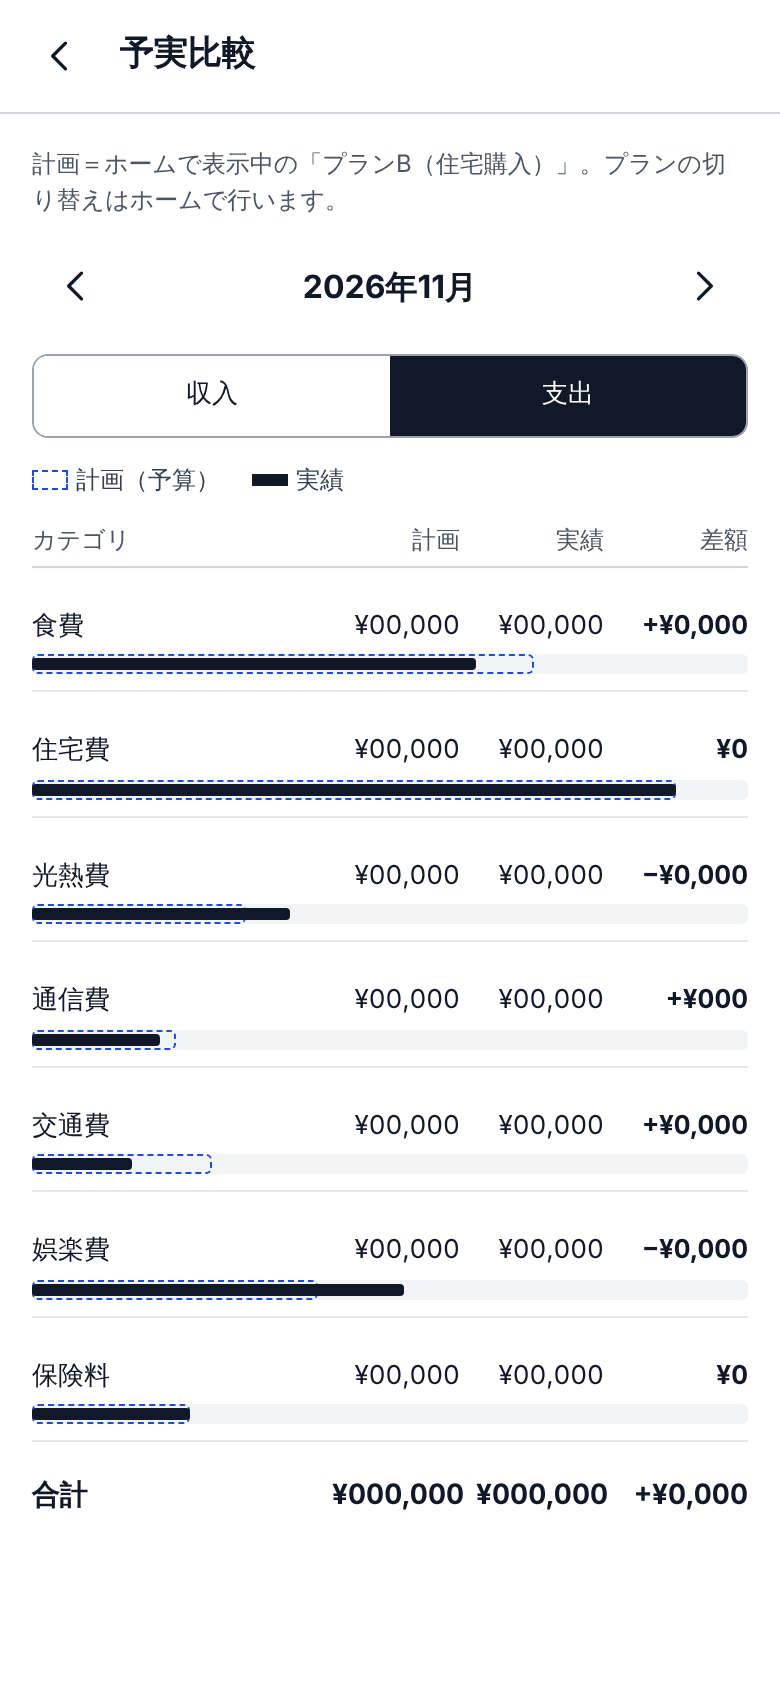 予実比較
計画＝ホームで表示中の「プランB（住宅購入）」。プランの切
り替えはホームで行います。
2026年11月
収入 支出
計画（予算） 実績
カテゴリ 計画 実績 差額
食費 ¥00,000 ¥00,000 +¥0,000
住宅費 ¥00,000 ¥00,000 ¥0
光熱費 ¥00,000 ¥00,000 −¥0,000
通信費 ¥00,000 ¥00,000 +¥000
交通費 ¥00,000 ¥00,000 +¥0,000
娯楽費 ¥00,000 ¥00,000 −¥0,000
保険料 ¥00,000 ¥00,000 ¥0
合計 ¥000,000 ¥000,000 +¥0,000